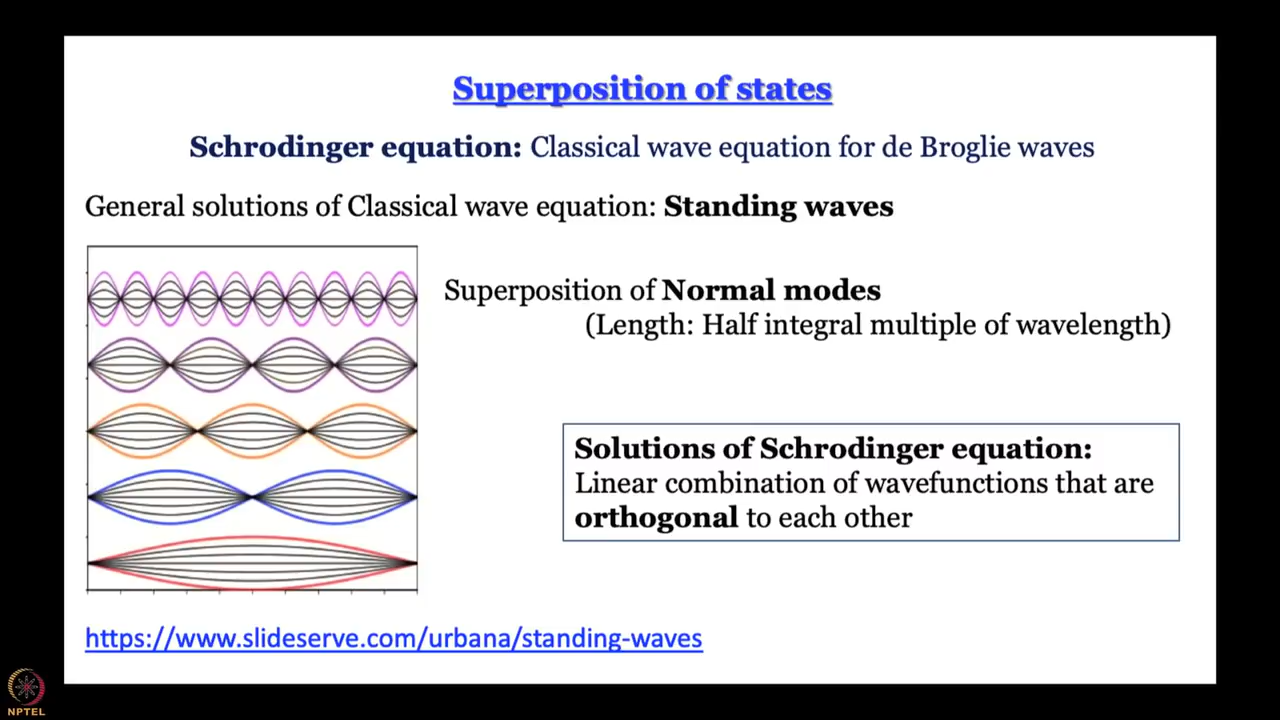 Superposition of states
Schrodinger equation: Classical wave equation for de Broglie waves
General solutions of Classical wave equation: Standing waves
Superposition of Normal modes
(Length: Half integral multiple of wavelength)
Solutions of Schrodinger equation:
Linear combination of wavefunctions that are
orthogonal to each other
https://www.slideserve.com/urbana/standing-waves
NPTEL